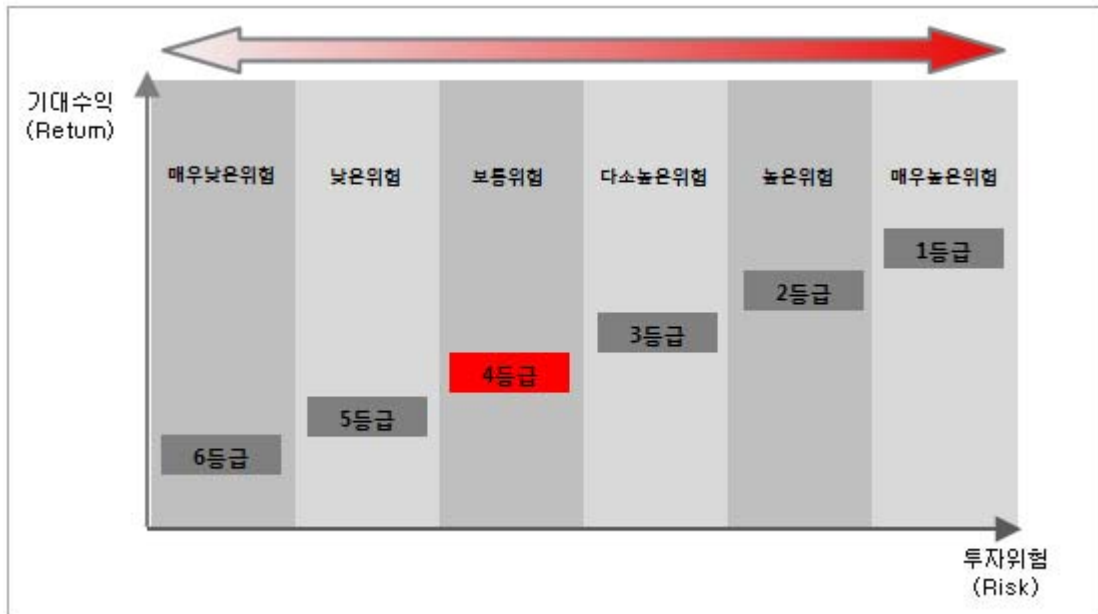 기대수익
(Return)
매우낮은위험
낮은위험
보통위험
다소높은위험
높은위험
매우높은위험
1등급
2등급
3등급
4등급
5등급
6등급
투자위험
(Risk)